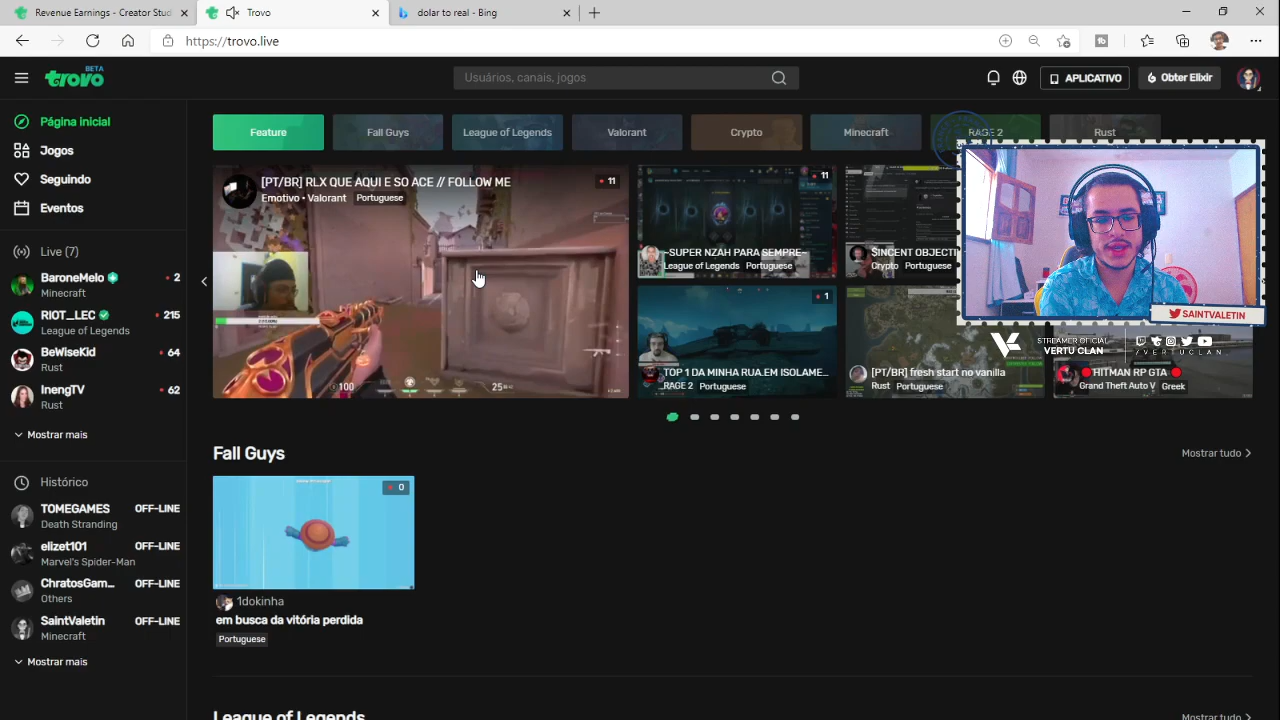 Revenue Earnings - Creator Stud
Trovo
dolar to real - Bing
https://trovo.live
trovo
BETA
Usuários, canais, jogos
APLICATIVO
Obter Elixir
Página inicial
Jogos
Seguindo
Eventos
Live (7)
BaroneMelo
2
Minecraft
RIOT_LEC
215
League of Legends
BeWiseKid
64
Rust
InengTV
62
Rust
Mostrar mais
Histórico
TOMEGAMES
OFF-LINE
Death Stranding
elizet101
OFF-LINE
Marvel's Spider-Man
ChratosGam...
OFF-LINE
Others
SaintValetin
OFF-LINE
Minecraft
Mostrar mais
Feature
Fall Guys
League of Legends
Valorant
Crypto
Minecraft
RAGE 2
Rust
[PT/BR] RLX QUE AQUI E SO ACE // FOLLOW ME
11
Emotivo • Valorant
Portuguese
100
25
11
~SUPER NZAH PARA SEMPRE~
League of Legends
Portuguese
$INCENT OBJECTI
Crypto
Portuguese
1
TOP 1 DA MINHA RUA.EM ISOLAME...
RAGE 2
Portuguese
[PT/BR] fresh start no vanilla
Rust
Portuguese
HITMAN RP GTA
Grand Theft Auto V
Greek
SAINTVALETIN
STREAMER OFICIAL
VERTU CLAN
/VERTUCLAN
Fall Guys
Mostrar tudo
0
1dokinha
em busca da vitória perdida
Portuguese
League of Legends
Mostrar tudo